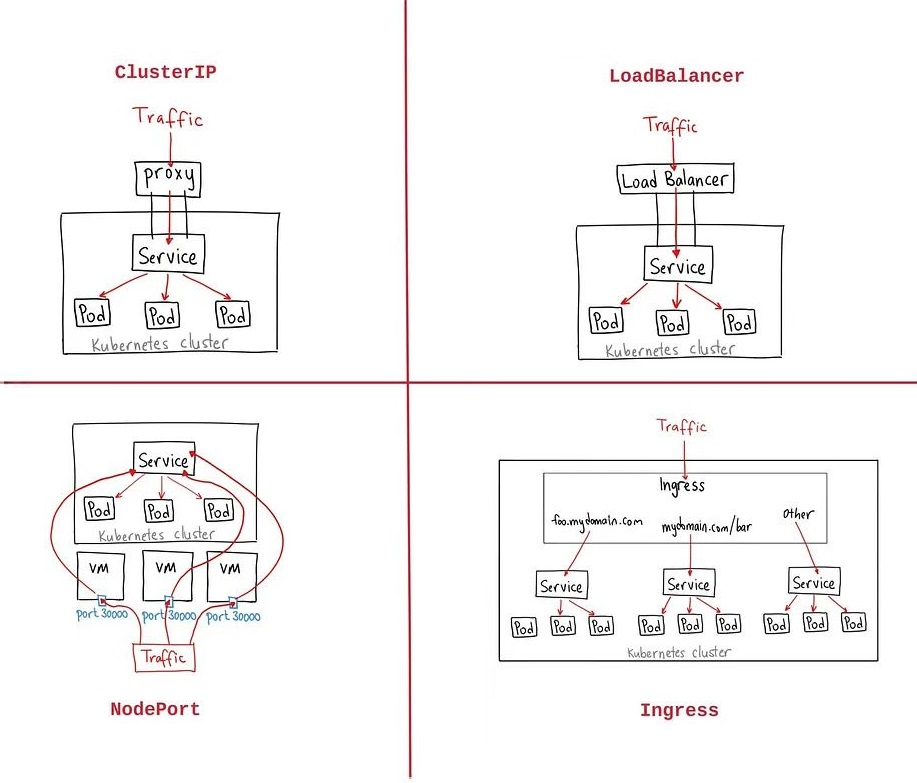 ClusterIP
Traffic
proxy
Service
Pod Pod Pod
Kubernetes cluster
LoadBalancer
Traffic
Load Balancer
Service
Pod Pod Pod
Kubernetes cluster
Service
Pod Pod Pod
Kubernetes cluster
VM VM VM
port 30000 port 30000 port 30000
Traffic
NodePort
Traffic
Ingress
foo.mydomain.com mydomain.com/bar Other
Service Service Service
Pod Pod Pod Pod Pod Pod Pod Pod Pod
Kubernetes cluster
Ingress